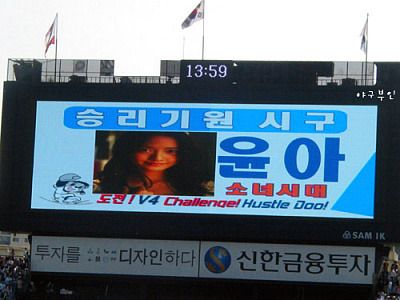 13:59
야구부인
승리기원 시구
윤아
소녀시대
도전! V4 Challenge! Hustle Doo!
SAM IK
투자를 디자인하다 신한금융투자